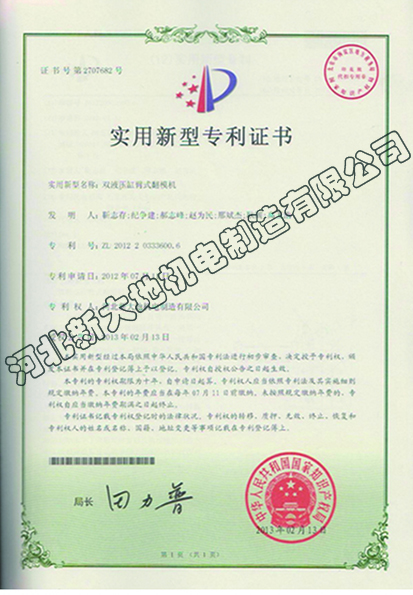 证 书 号 第2707682号
实用新型专利证书
实用新型名称：双液压缸臂式翻模机
发　明　人：靳志存;纪争建;郝志峰;赵为民;邢斌杰;
专　利　号：ZL 2012 2 0333600.6
专利申请日：2012年07月
专利权人：河北新大地机电制造有限公司
2013年02月13日
本实用新型经过本局依照中华人民共和国专利法进行初步审查，决定授予专利权，颁
发本证书并在专利登记簿上予以登记。专利权自授权公告之日起生效。
本专利的专利权期限为十年，自申请日起算。专利权人应当依照专利法及其实施细则
规定缴纳年费。本专利的年费应当在每年07月11日前缴纳。未按照规定缴纳年费的，专利
权自应当缴纳年费期满之日起终止。
专利证书记载专利权登记时的法律状况。专利权的转移、质押、无效、终止、恢复和
专利权人的姓名或名称、国籍、地址变更等事项记载在专利登记簿上。
局长 田力普
中华人民共和国国家知识产权局
2013年02月13日
第 1 页（共 1 页）
河北新大地机电制造有限公司